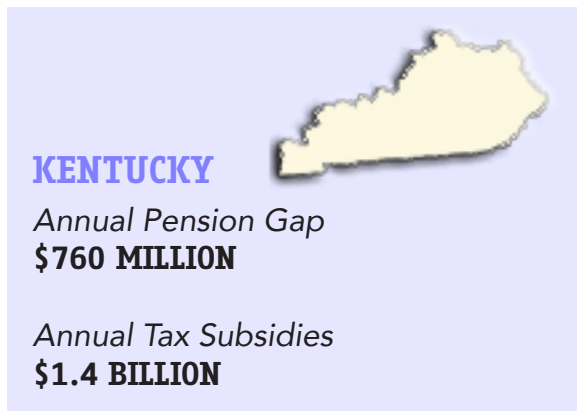 KENTUCKY
Annual Pension Gap
$760 MILLION
Annual Tax Subsidies
$1.4 BILLION